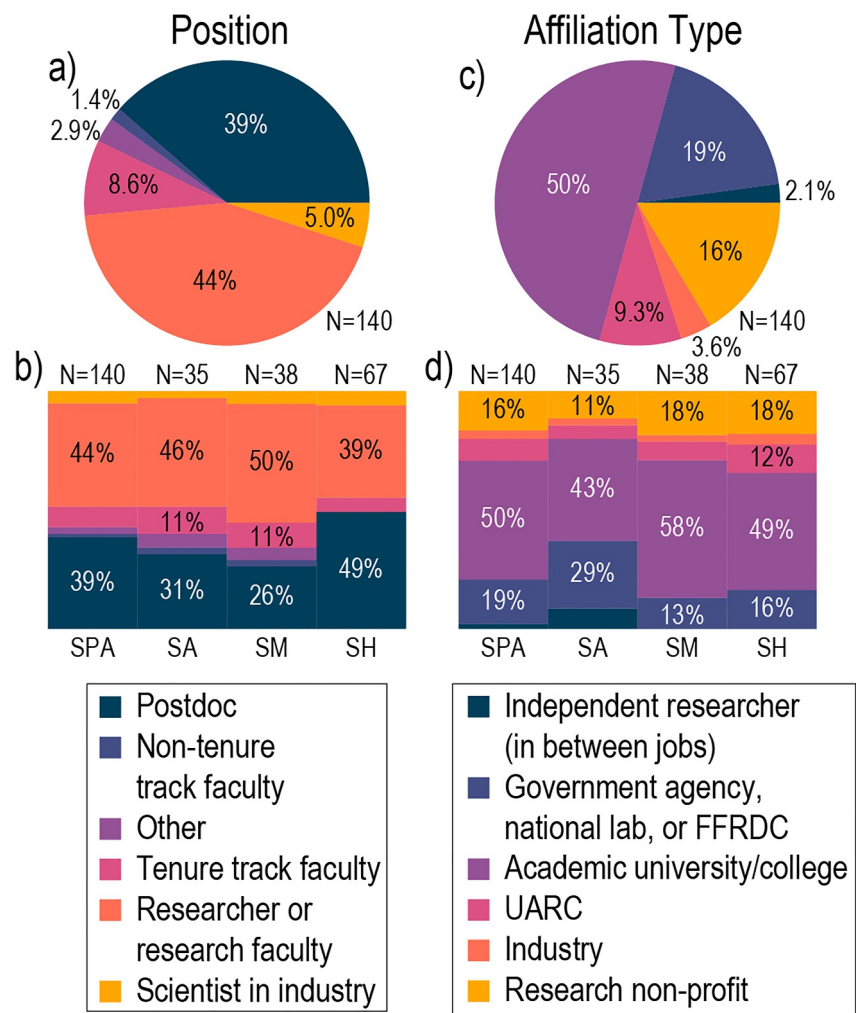 Position
a)
1.4%
2.9%
39%
8.6%
5.0%
44%
N=140
Affiliation Type
c)
19%
50%
2.1%
16%
9.3%
N=140
3.6%
b)
N=140 N=35 N=38 N=67
44% 46% 50% 39%
11% 11%
39% 31% 26% 49%
SPA SA SM SH
d)
N=140 N=35 N=38 N=67
16% 11% 18% 18%
12%
50% 43% 58% 49%
19% 29% 13% 16%
SPA SA SM SH
Postdoc
Non-tenure
track faculty
Other
Tenure track faculty
Researcher or
research faculty
Scientist in industry
Independent researcher
(in between jobs)
Government agency,
national lab, or FFRDC
Academic university/college
UARC
Industry
Research non-profit